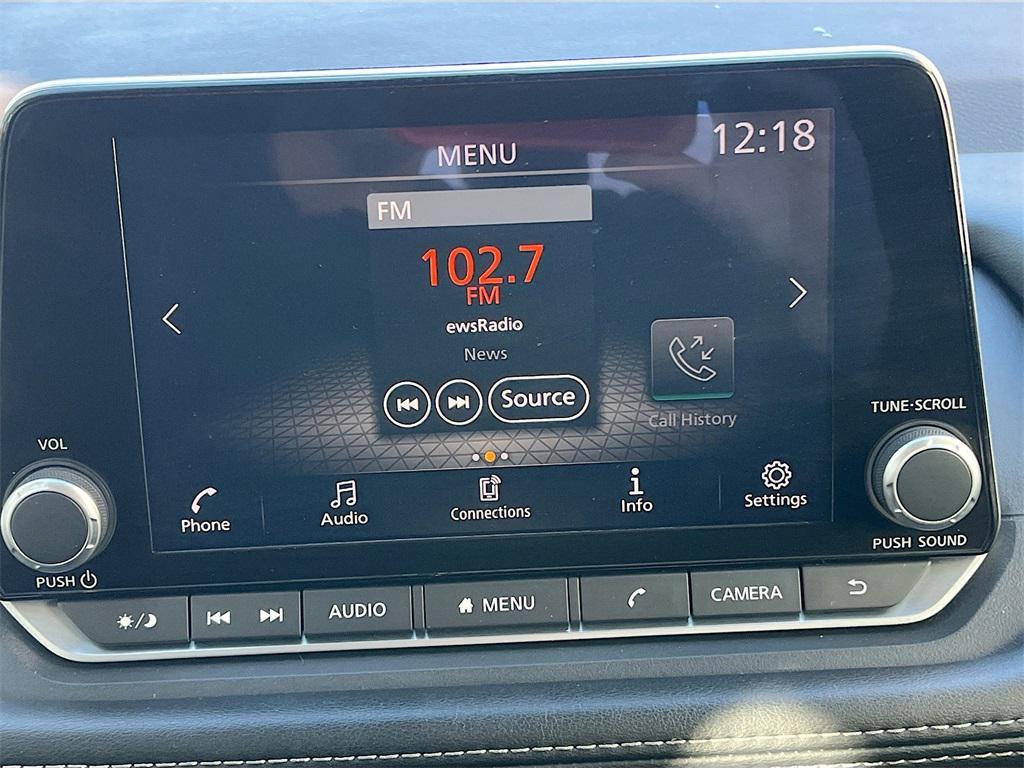 MENU
12:18
FM
102.7
FM
ewsRadio
News
Source
Call History
Phone
Audio
Connections
Info
Settings
VOL
PUSH
TUNE·SCROLL
PUSH SOUND
AUDIO
MENU
CAMERA